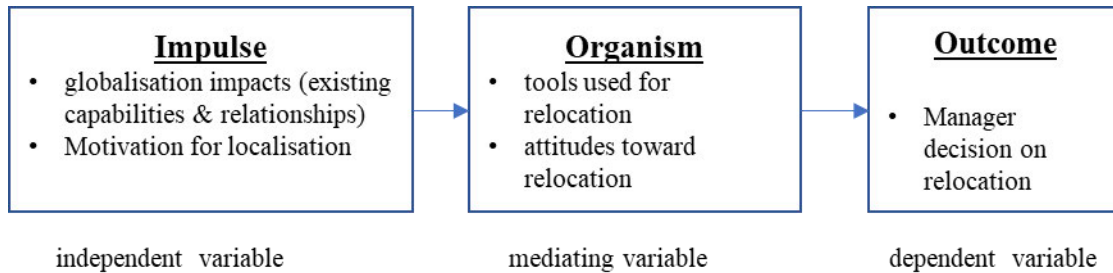 Impulse
• globalisation impacts (existing
capabilities & relationships)
• Motivation for localisation
Organism
• tools used for
relocation
• attitudes toward
relocation
Outcome
• Manager
decision on
relocation
independent variable
mediating variable
dependent variable